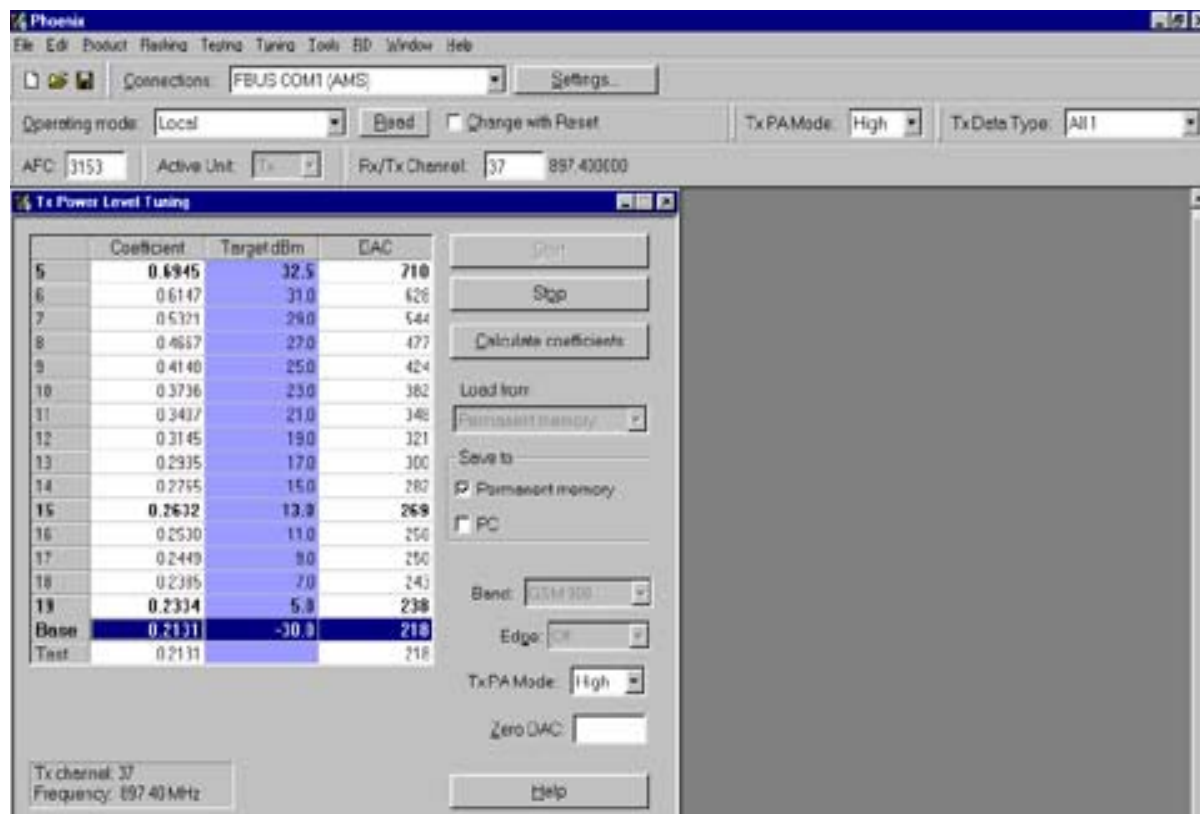 Phoenix
File Edit Product Flashing Testing Tuning Tools BID Window Help
Connections: FBUS COM1 (AMS) Settings...
Operating mode: Local Read Change with Reset Tx PA Mode: High Tx Data Type: All 1
AFC: 3153 Active Unit: Tx Rx/Tx Channel: 37 897.400000
Tx Power Level Tuning
Coefficient Target dBm DAC
5 0.6945 32.5 710
6 0.6147 31.0 628
7 0.5321 29.0 544
8 0.4667 27.0 477
9 0.4140 25.0 424
10 0.3736 23.0 382
11 0.3407 21.0 348
12 0.3145 19.0 321
13 0.2935 17.0 300
14 0.2765 15.0 282
15 0.2632 13.0 269
16 0.2530 11.0
17 0.2449 9.0 250
18 0.2385 7.0 243
19 0.2334 5.0 238
Base 0.2131 -30.0 218
Test 0.2131 218
Start
Stop
Calculate coefficients
Load from
Permanent memory
Save to
Permanent memory
PC
Band: GSM 900
Edge: Off
Tx PA Mode: High
Zero DAC:
Help
Tx channel: 37
Frequency: 897.40 MHz